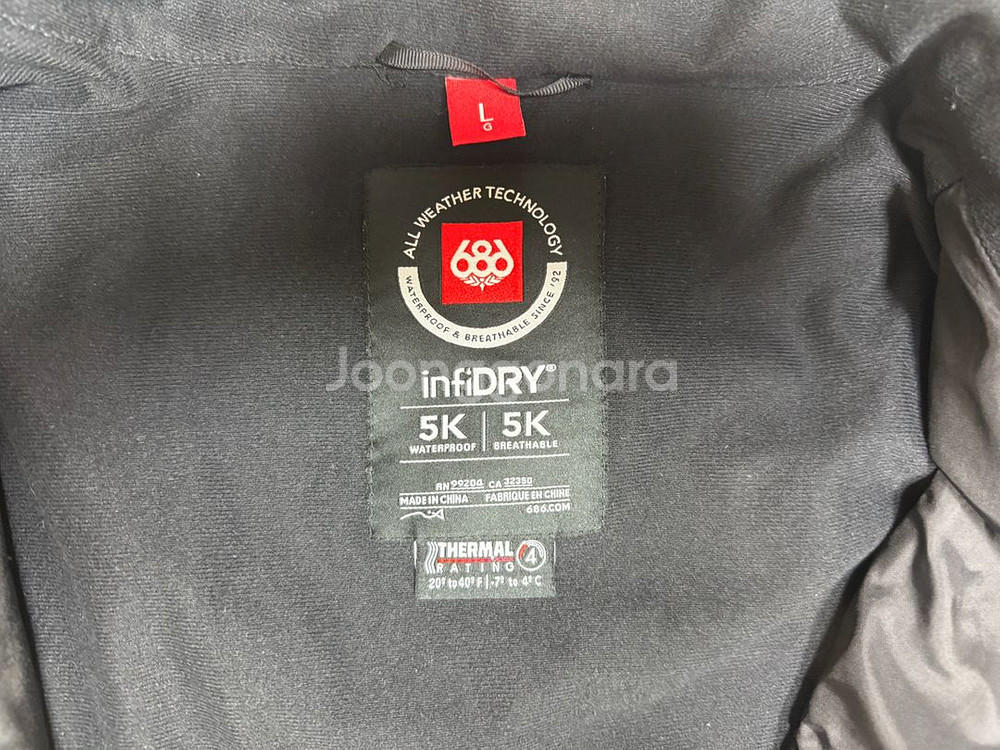 L
G
ALL WEATHER TECHNOLOGY
686
WATERPROOF & BREATHABLE SINCE '92
Joonggonara
infiDRY®
5K | 5K
WATERPROOF BREATHABLE
RN 99204 CA 32350
MADE IN CHINA FABRIQUE EN CHINE
686.COM
THERMAL 4
RATING
20° to 40° F | -7° to 4° C